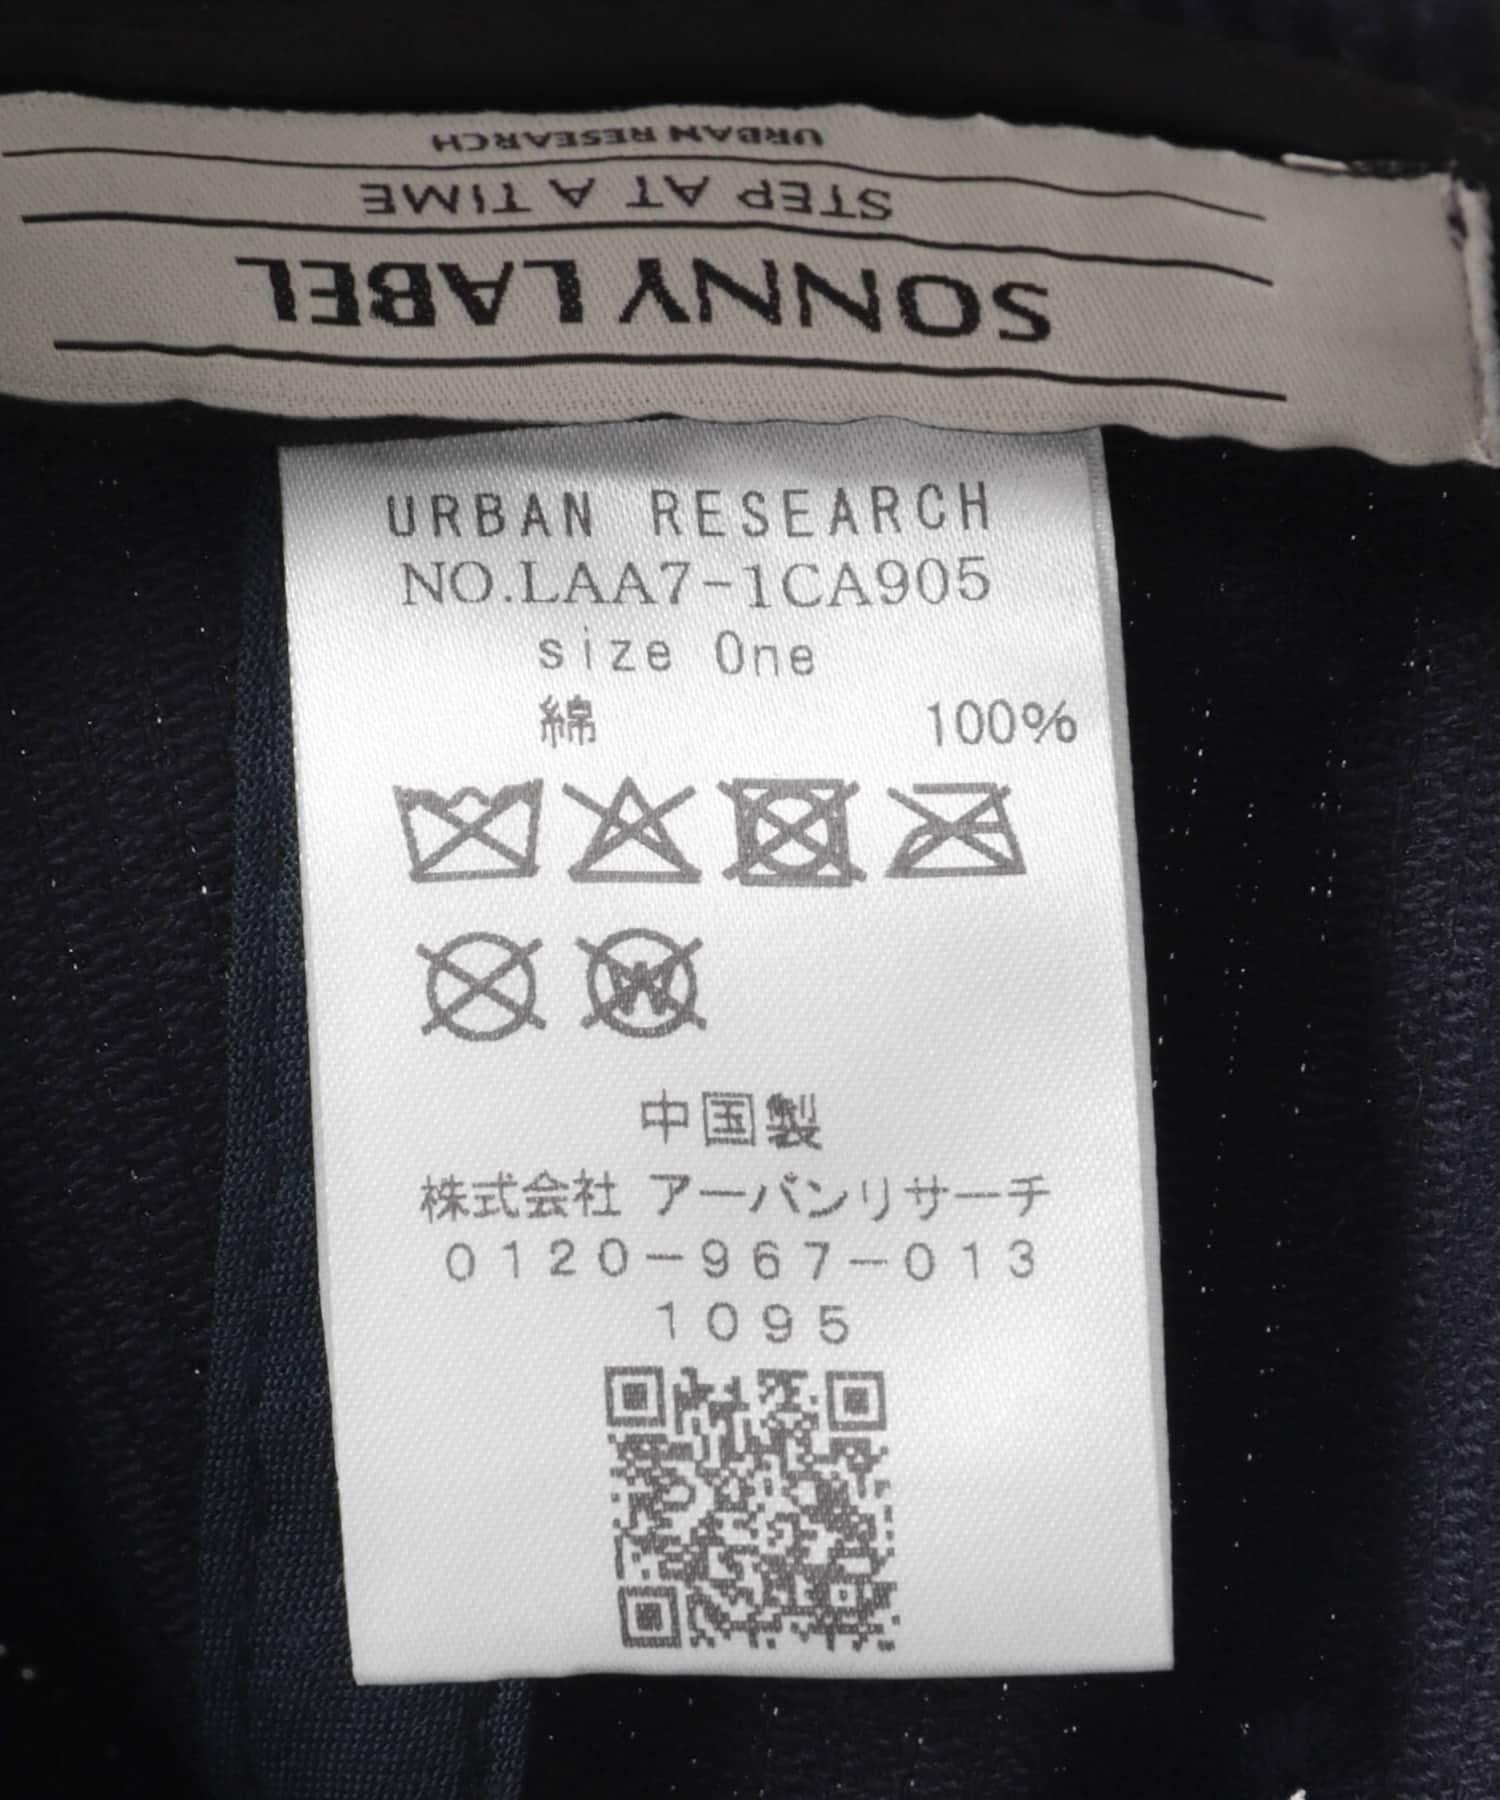 URBAN RESEARCH
STEP AT A TIME
SONNY LABEL
URBAN RESEARCH
NO.LAA7-1CA905
size One
綿 100%
W
中国製
株式会社 アーバンリサーチ
0120-967-013
1095